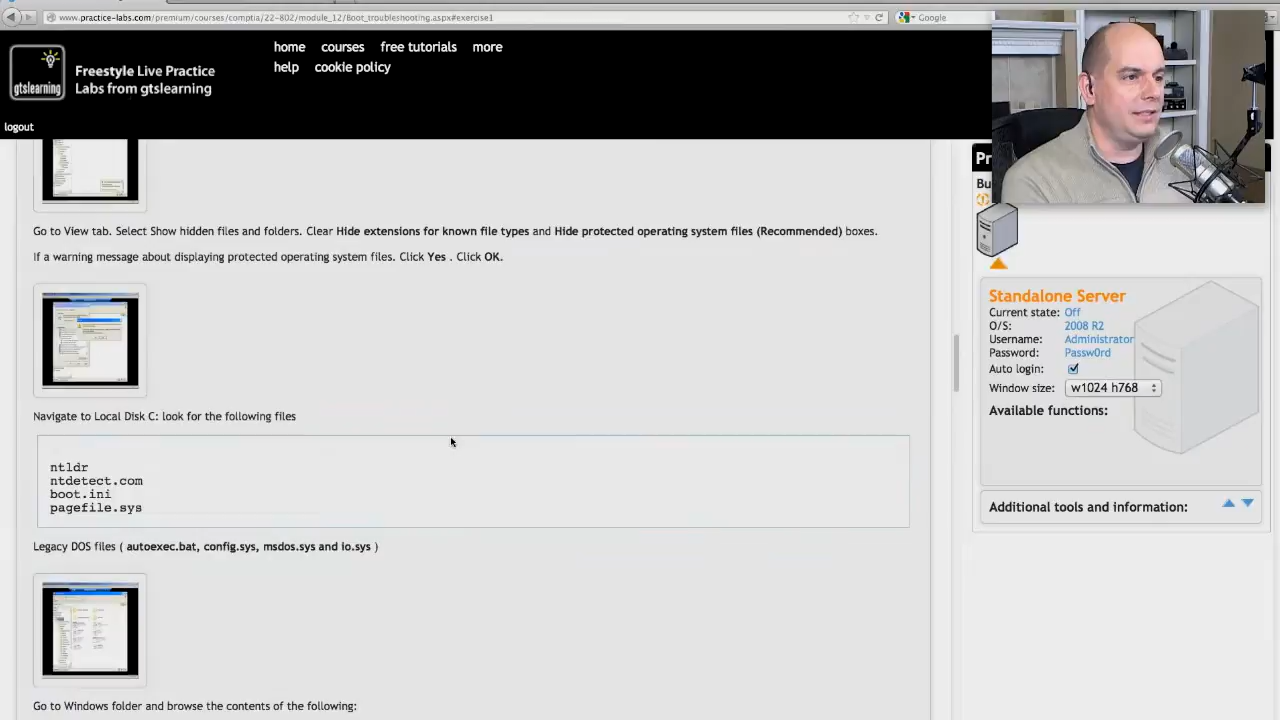 www.practice-labs.com/premium/courses/comptia/22-802/module_12/Boot_troubleshooting.aspx#exercise1
Google
home courses free tutorials more
help cookie policy
gtslearning
Freestyle Live Practice
Labs from gtslearning
logout
Go to View tab. Select Show hidden files and folders. Clear Hide extensions for known file types and Hide protected operating system files (Recommended) boxes.
If a warning message about displaying protected operating system files. Click Yes . Click OK.
Navigate to Local Disk C: look for the following files
ntldr
ntdetect.com
boot.ini
pagefile.sys
Legacy DOS files ( autoexec.bat, config.sys, msdos.sys and io.sys )
Go to Windows folder and browse the contents of the following:
Standalone Server
Current state: Off
O/S: 2008 R2
Username: Administrator
Password: Passw0rd
Auto login:
Window size: w1024 h768
Available functions:
Additional tools and information: